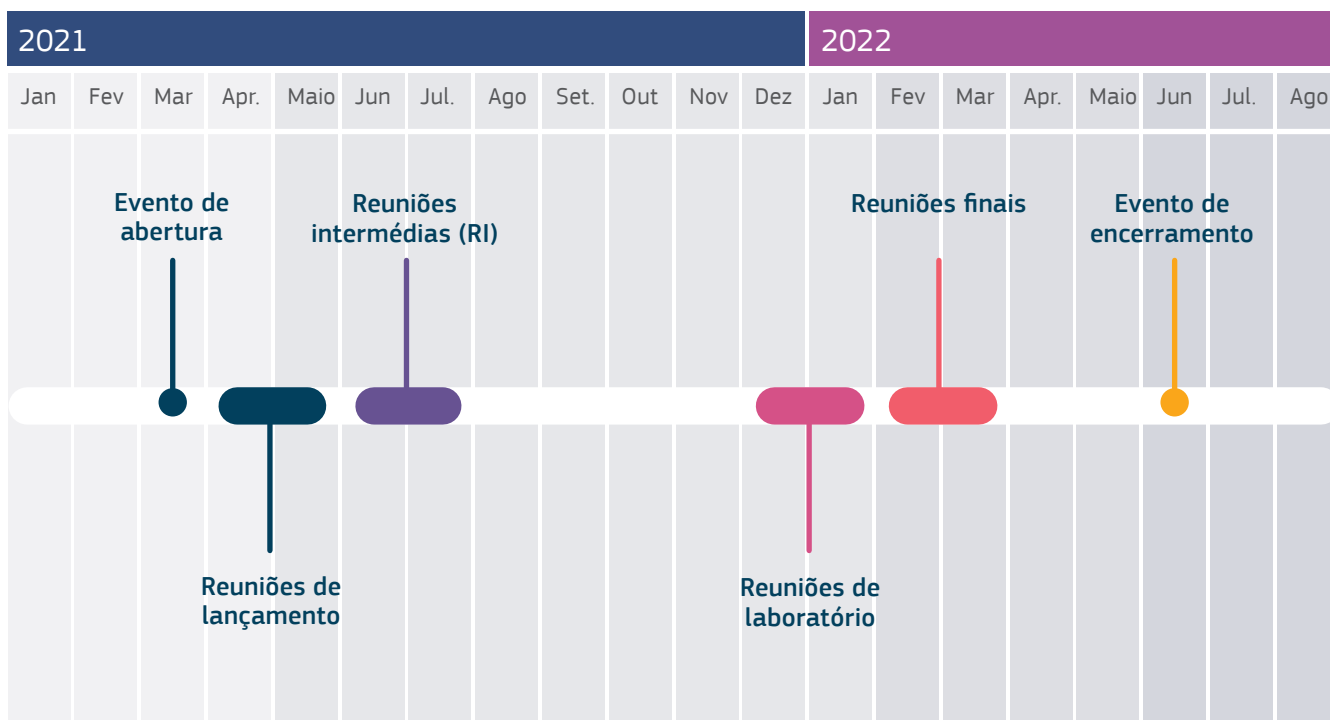 2021 2022
Jan Fev Mar Apr. Maio Jun Jul. Ago Set. Out Nov Dez Jan Fev Mar Apr. Maio Jun Jul. Ago
Evento de
abertura
Reuniões
intermédias (RI)
Reuniões finais
Evento de
encerramento
Reuniões de
lançamento
Reuniões de
laboratório